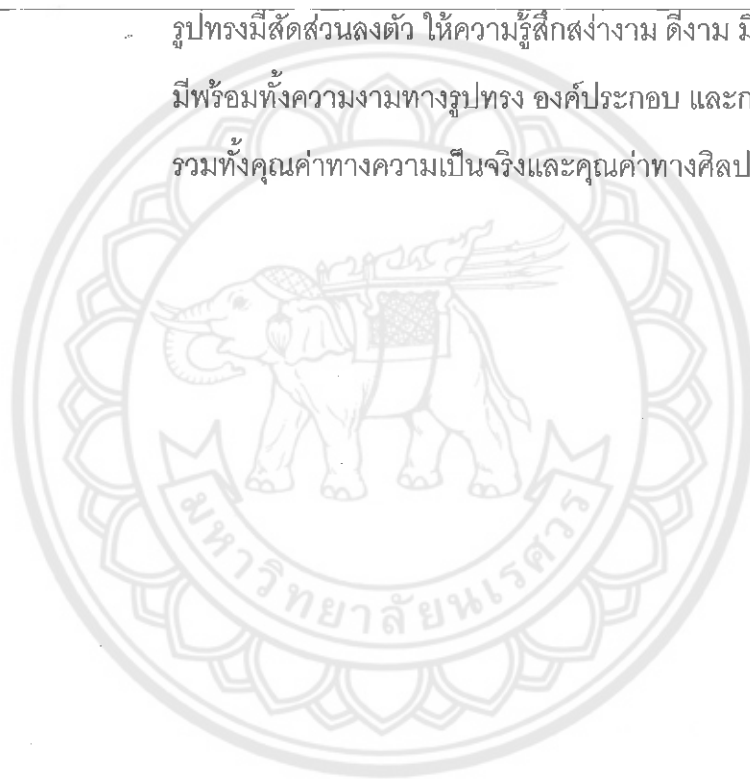 รูปทรงมีสัดส่วนลงตัว ให้ความรู้สึกสง่างาม ดีงาม
มีพร้อมทั้งความงามทางรูปทรง องค์ประกอบ และ
รวมทั้งคุณค่าทางความเป็นจริงและคุณค่าทางศิลป
มหาวิทยาลัยนเรศวร